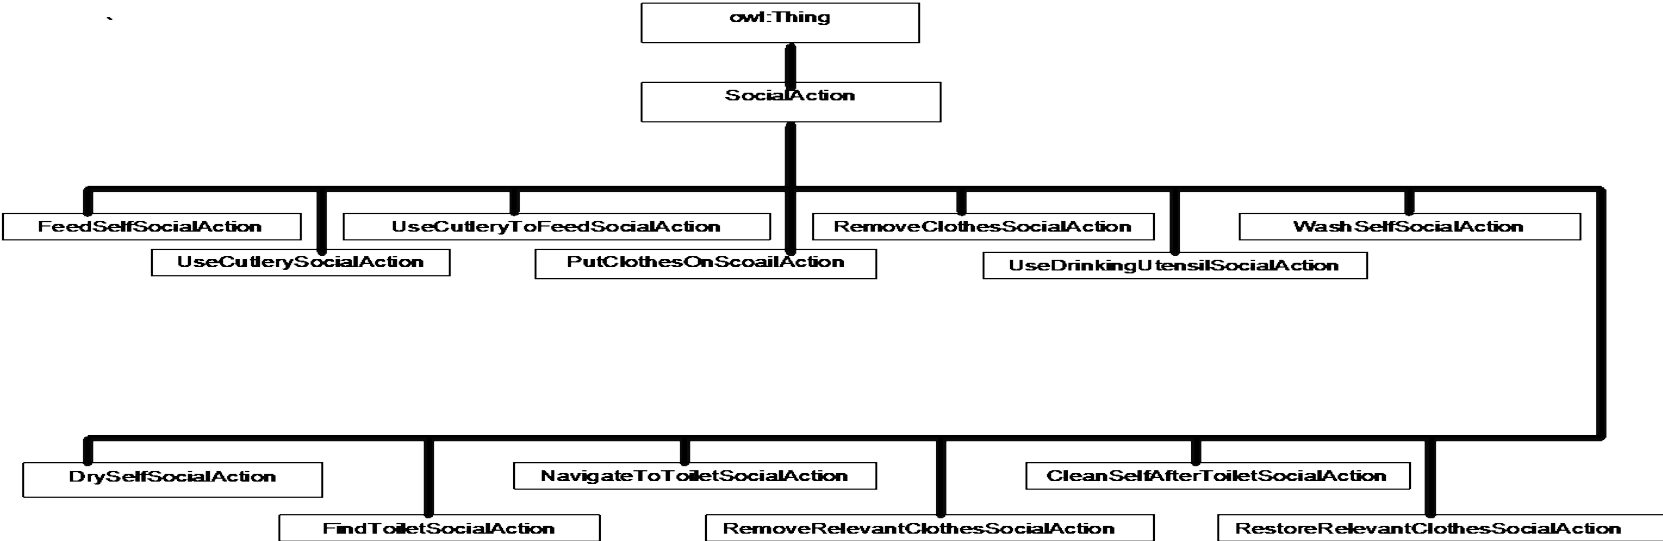 owl:Thing
SocialAction
FeedSelfSocialAction
UseCutleryToFeedSocialAction
RemoveClothesSocialAction
WashSelfSocialAction
UseCutlerySocialAction
PutClothesOnScoailAction
UseDrinkingUtensilSocialAction
DrySelfSocialAction
NavigateToToiletSocialAction
CleanSelfAfterToiletSocialAction
FindToiletSocialAction
RemoveRelevantClothesSocialAction
RestoreRelevantClothesSocialAction